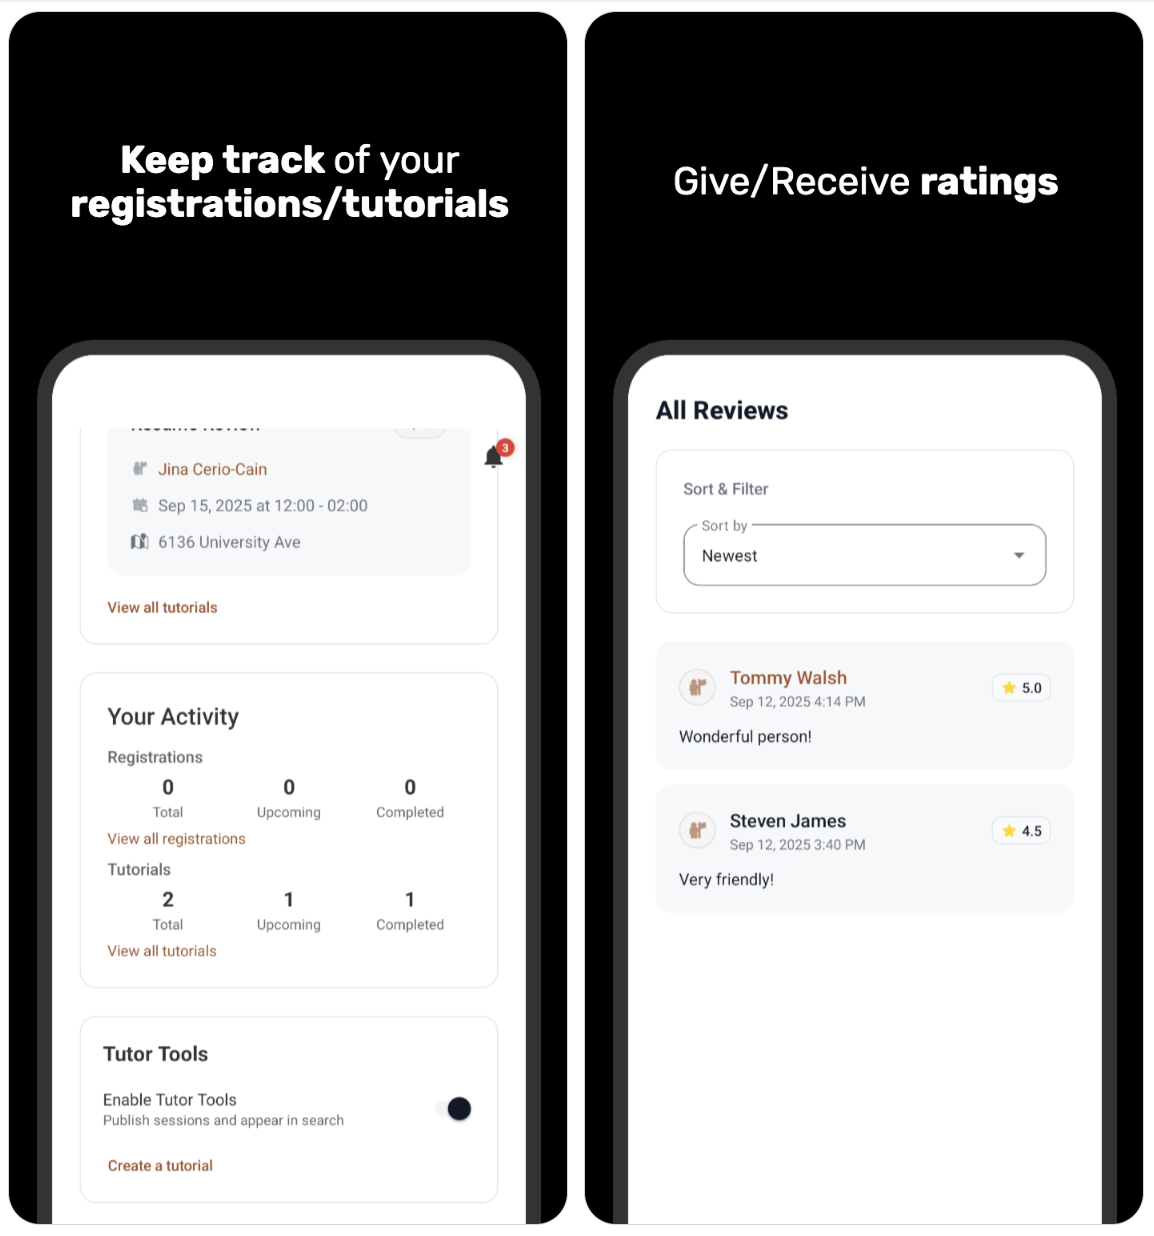 Keep track of your
registrations/tutorials
Resume Review
3
Jina Cerio-Cain
Sep 15, 2025 at 12:00 - 02:00
6136 University Ave
View all tutorials
Your Activity
Registrations
0 0 0
Total Upcoming Completed
View all registrations
Tutorials
2 1 1
Total Upcoming Completed
View all tutorials
Tutor Tools
Enable Tutor Tools
Publish sessions and appear in search
Create a tutorial
Give/Receive ratings
All Reviews
Sort & Filter
Sort by
Newest
Tommy Walsh
5.0
Sep 12, 2025 4:14 PM
Wonderful person!
Steven James
4.5
Sep 12, 2025 3:40 PM
Very friendly!